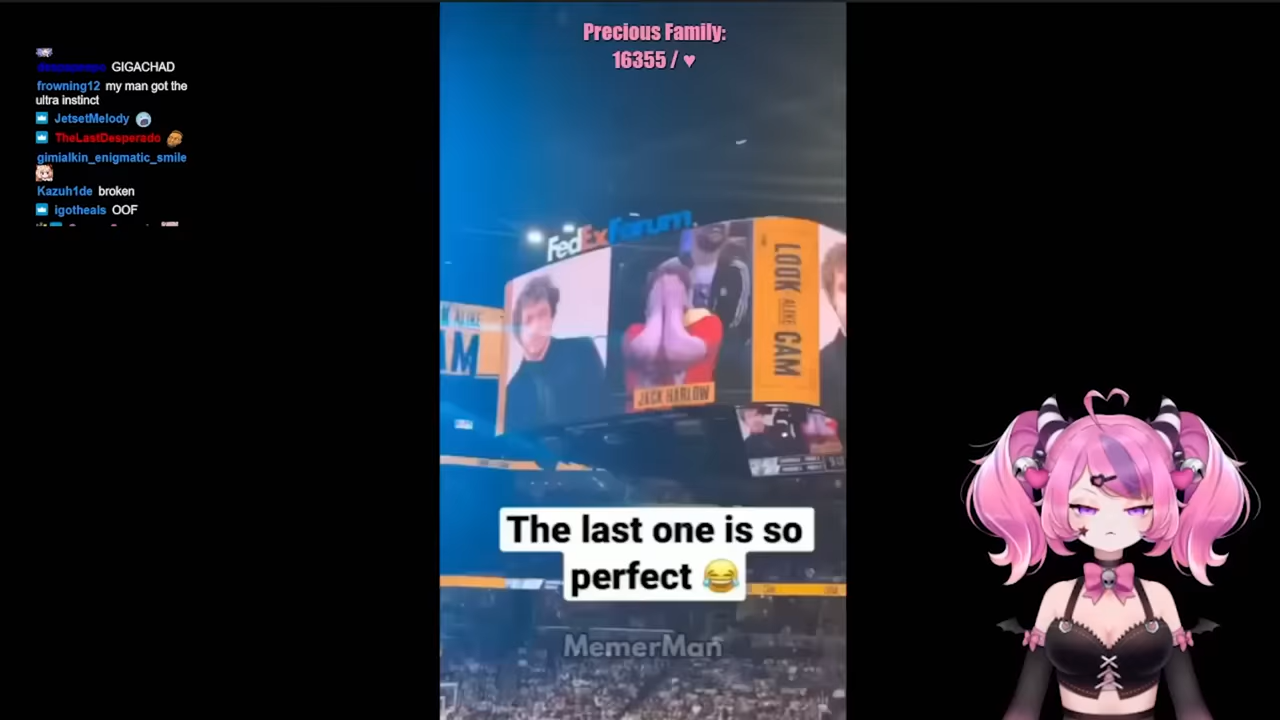 Precious Family:
16355 / ♥
GIGACHAD
frowning12 my man got the
ultra instinct
JetsetMelody
TheLastDesperado
gimialkin_enigmatic_smile
Kazuh1de broken
igotheals OOF
FedExForum
LOOK ALIKE CAM
JACK HARLOW
The last one is so
perfect 😂
MemerMan